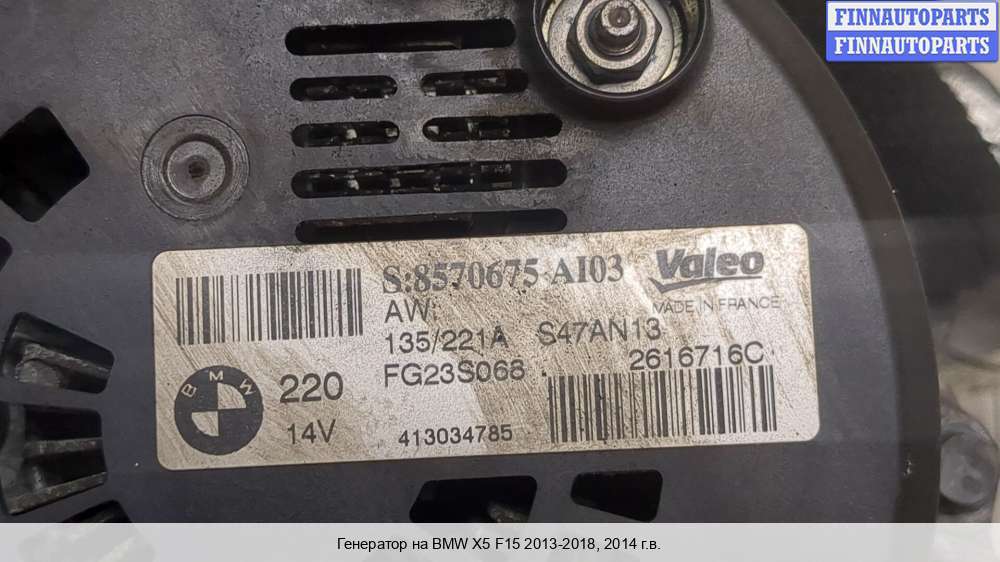 FINNAUTOPARTS
FINNAUTOPARTS
S:8570675 AI03
Valeo
AW:
MADE IN FRANCE
135/221A S47AN13
FG23S068 2616716C
BMW
220
14V
413034785
Генератор на BMW X5 F15 2013-2018, 2014 г.в.